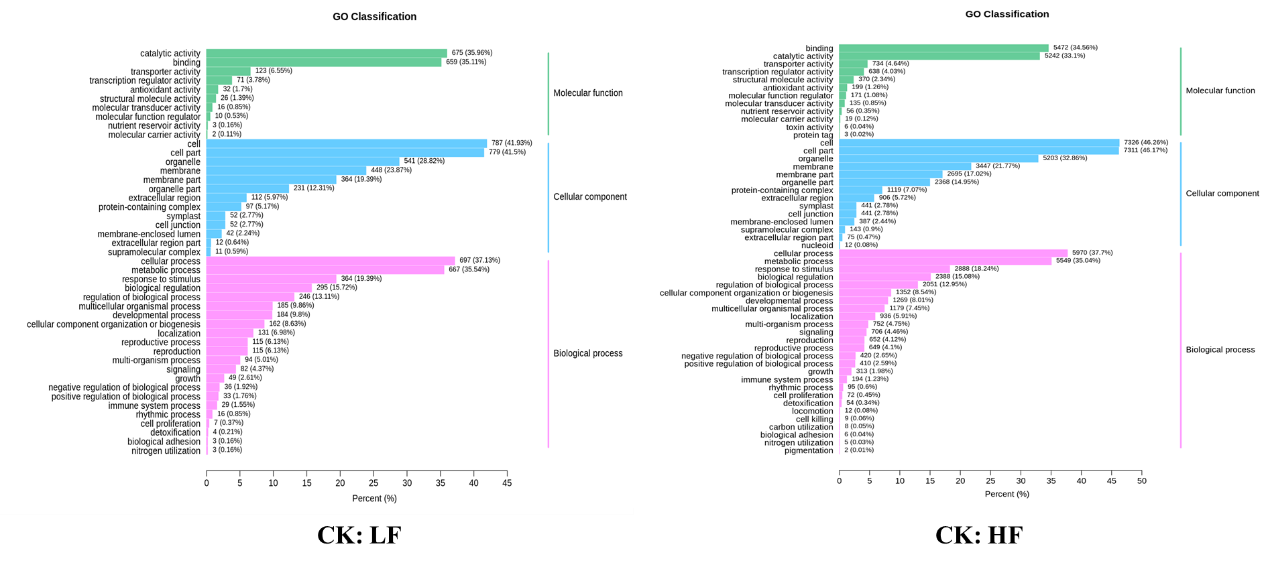 GO Classification
catalytic activity 675 (35.96%)
binding 659 (35.11%)
transporter activity 123 (6.55%)
transcription regulator activity 71 (3.78%)
antioxidant activity 32 (1.7%)
structural molecule activity 26 (1.39%)
molecular transducer activity 16 (0.85%)
molecular function regulator 10 (0.53%)
nutrient reservoir activity 3 (0.16%)
molecular carrier activity 2 (0.11%)
Molecular function
cell 787 (41.93%)
cell part 779 (41.5%)
organelle 541 (28.82%)
membrane 448 (23.87%)
membrane part 364 (19.39%)
organelle part 231 (12.31%)
extracellular region 112 (5.97%)
protein-containing complex 97 (5.17%)
symplast 52 (2.77%)
cell junction 52 (2.77%)
membrane-enclosed lumen 42 (2.24%)
extracellular region part 12 (0.64%)
supramolecular complex 11 (0.59%)
Cellular component
cellular process 697 (37.13%)
metabolic process 667 (35.54%)
response to stimulus 364 (19.39%)
biological regulation 295 (15.72%)
regulation of biological process 246 (13.11%)
multicellular organismal process 185 (9.86%)
developmental process 184 (9.8%)
cellular component organization or biogenesis 162 (8.63%)
localization 131 (6.98%)
reproductive process 115 (6.13%)
reproduction 115 (6.13%)
multi-organism process 94 (5.01%)
signaling 82 (4.37%)
growth 49 (2.61%)
negative regulation of biological process 36 (1.92%)
positive regulation of biological process 33 (1.76%)
immune system process 29 (1.55%)
rhythmic process 16 (0.85%)
cell proliferation 7 (0.37%)
detoxification 4 (0.21%)
biological adhesion 3 (0.16%)
nitrogen utilization 3 (0.16%)
Biological process
0 5 10 15 20 25 30 35 40 45
Percent (%)
CK: LF
GO Classification
binding 5472 (34.56%)
catalytic activity 5242 (33.1%)
transporter activity 734 (4.64%)
transcription regulator activity 638 (4.03%)
structural molecule activity 370 (2.34%)
antioxidant activity 199 (1.26%)
molecular function regulator 171 (1.08%)
molecular transducer activity 135 (0.85%)
nutrient reservoir activity 56 (0.35%)
molecular carrier activity 19 (0.12%)
toxin activity 6 (0.04%)
protein tag 3 (0.02%)
Molecular function
cell 7326 (46.26%)
cell part 7311 (46.17%)
organelle 5203 (32.86%)
membrane 3447 (21.77%)
membrane part 2695 (17.02%)
organelle part 2368 (14.95%)
protein-containing complex 1119 (7.07%)
extracellular region 906 (5.72%)
symplast 441 (2.78%)
cell junction 441 (2.78%)
membrane-enclosed lumen 387 (2.44%)
supramolecular complex 143 (0.9%)
extracellular region part 75 (0.47%)
nucleoid 12 (0.08%)
Cellular component
cellular process 5970 (37.7%)
metabolic process 5549 (35.04%)
response to stimulus 2888 (18.24%)
biological regulation 2388 (15.08%)
regulation of biological process 2051 (12.95%)
cellular component organization or biogenesis 1352 (8.54%)
developmental process 1269 (8.01%)
multicellular organismal process 1179 (7.45%)
localization 936 (5.91%)
multi-organism process 752 (4.75%)
signaling 706 (4.46%)
reproduction 652 (4.12%)
reproductive process 649 (4.1%)
negative regulation of biological process 420 (2.65%)
positive regulation of biological process 410 (2.59%)
growth 313 (1.98%)
immune system process 194 (1.23%)
rhythmic process 95 (0.6%)
cell proliferation 72 (0.45%)
detoxification 54 (0.34%)
locomotion 12 (0.08%)
cell killing 9 (0.06%)
carbon utilization 8 (0.05%)
biological adhesion 6 (0.04%)
nitrogen utilization 5 (0.03%)
pigmentation 2 (0.01%)
Biological process
0 5 10 15 20 25 30 35 40 45 50
Percent (%)
CK: HF